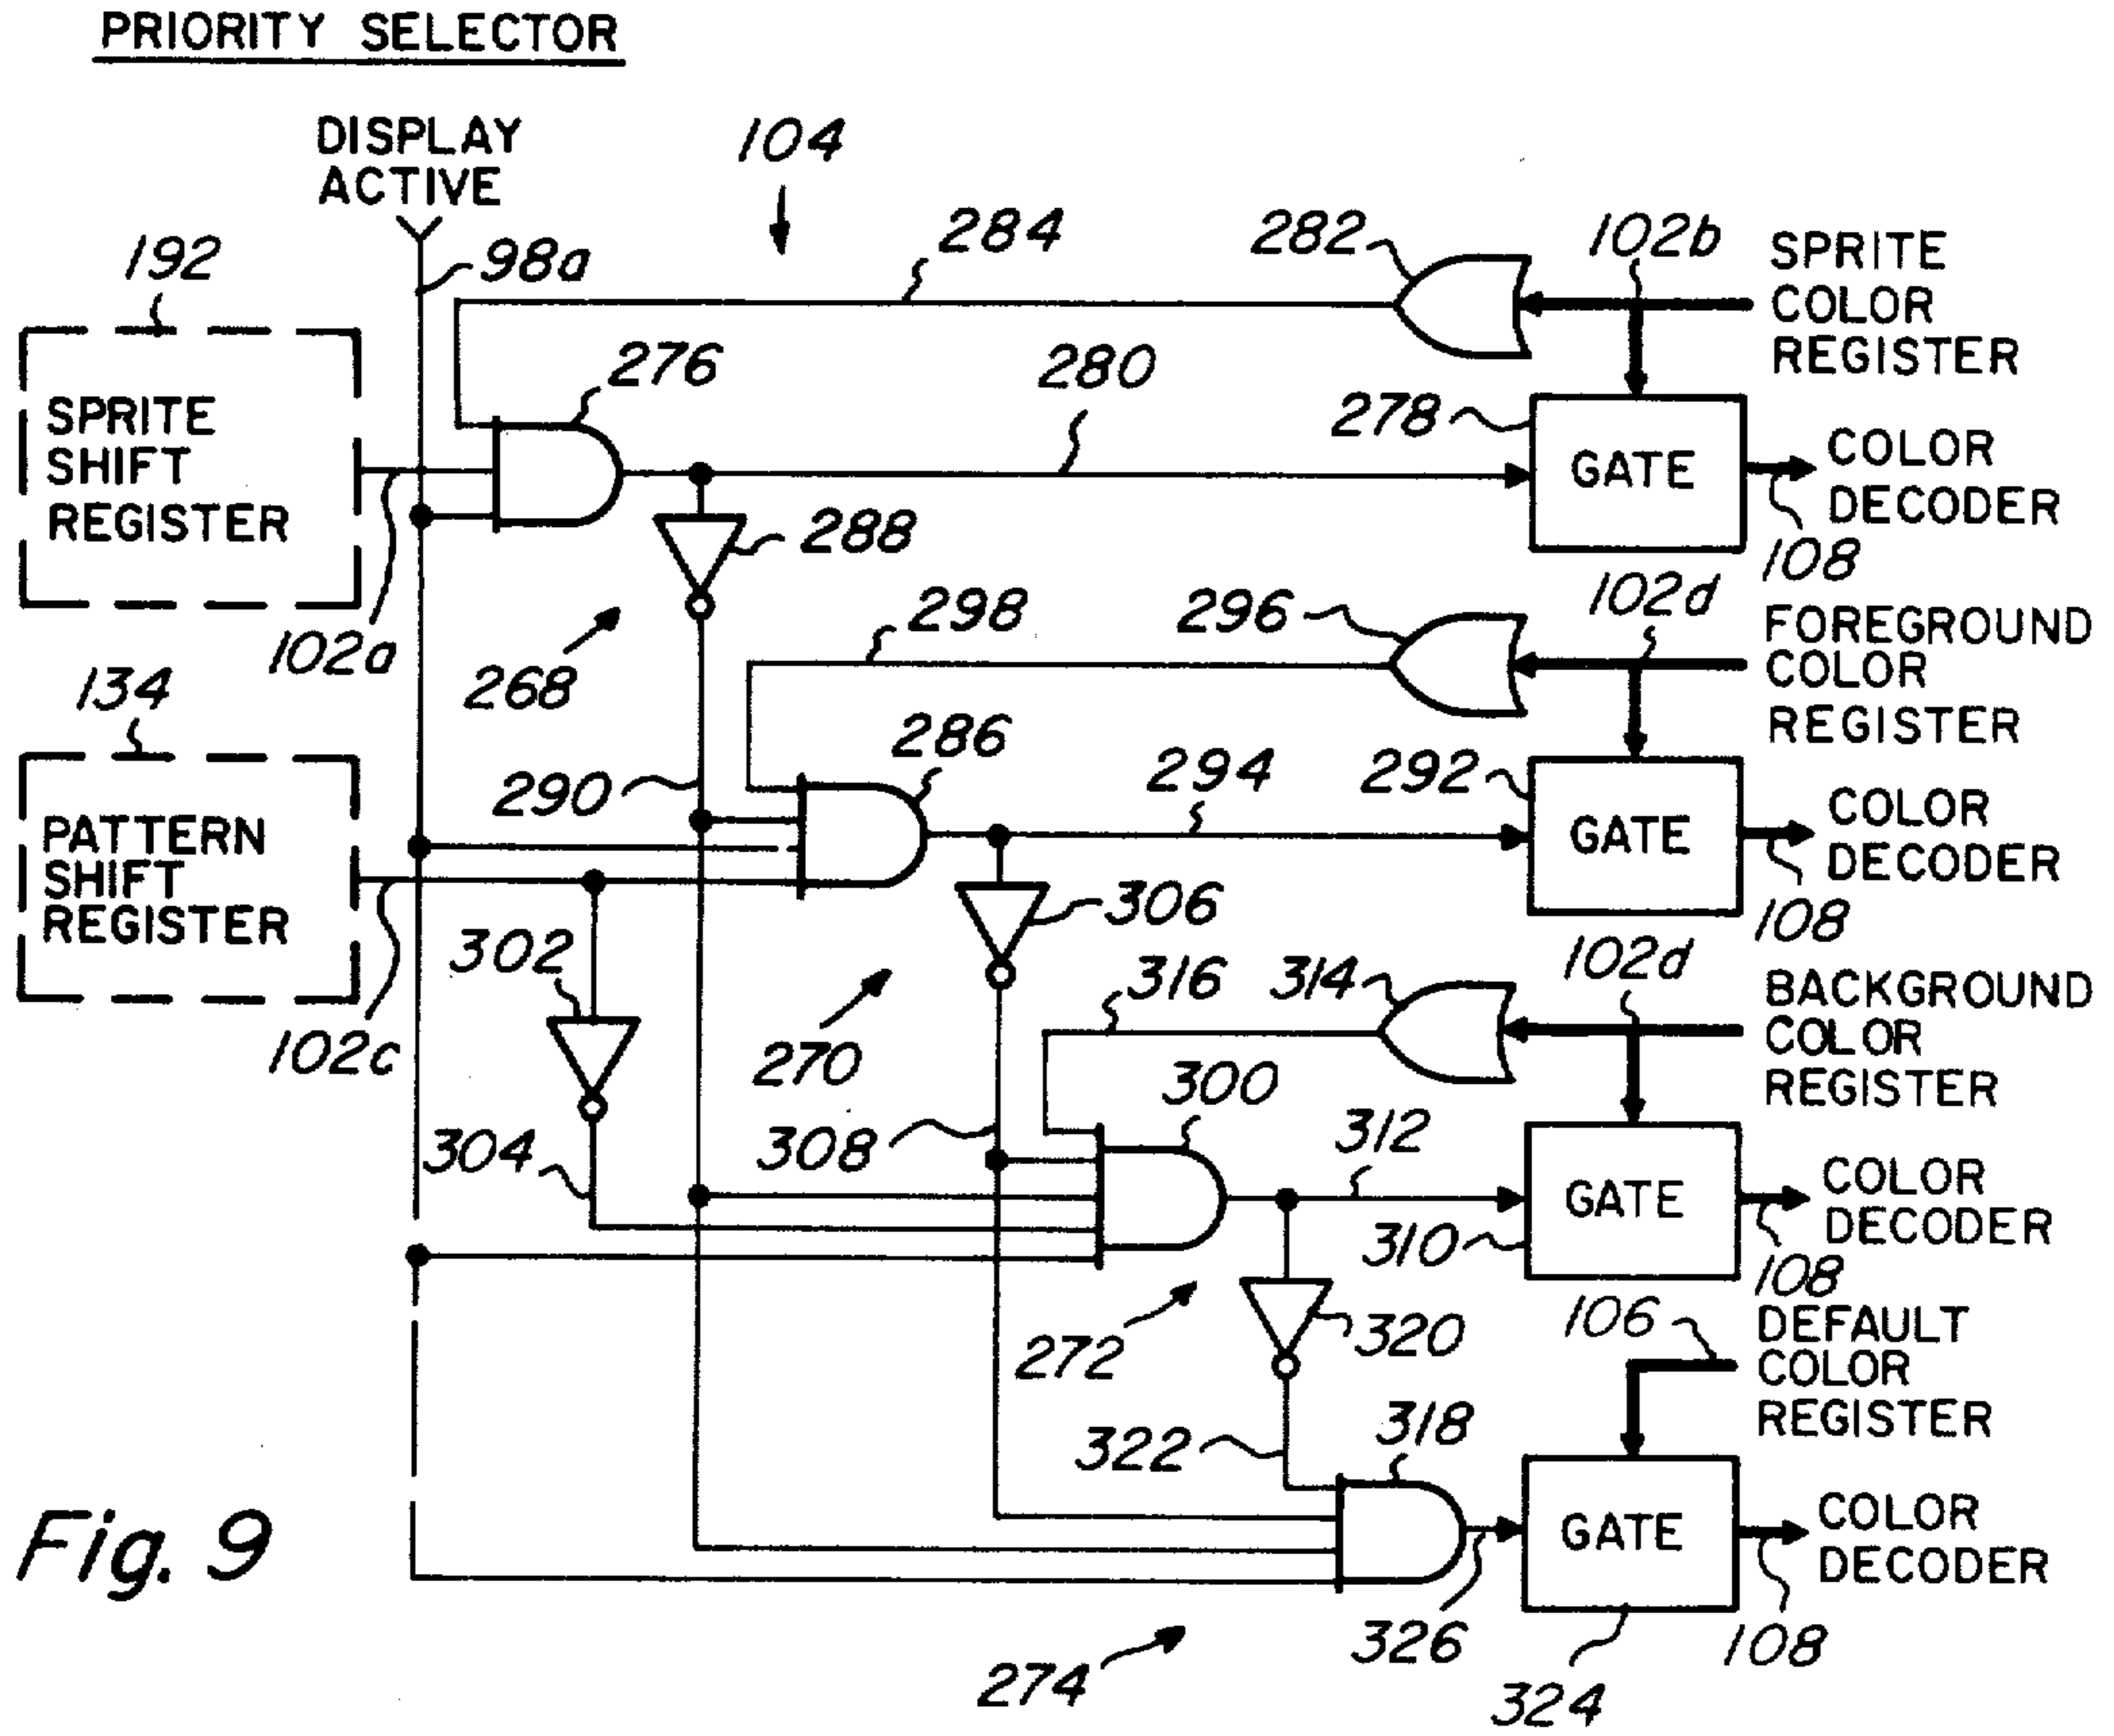 PRIORITY SELECTOR
DISPLAY
ACTIVE
104
192
98a
284
282
102b
SPRITE
COLOR
REGISTER
SPRITE
SHIFT
REGISTER
276
280
278
GATE
COLOR
DECODER
108
288
102a
268
298
296
102d
FOREGROUND
COLOR
REGISTER
134
290
286
294
292
GATE
COLOR
DECODER
108
PATTERN
SHIFT
REGISTER
302
306
102c
270
316
314
102d
BACKGROUND
COLOR
REGISTER
304
308
300
312
310
GATE
COLOR
DECODER
108
272
320
106
DEFAULT
COLOR
REGISTER
322
318
GATE
COLOR
DECODER
108
326
274
324
Fig. 9